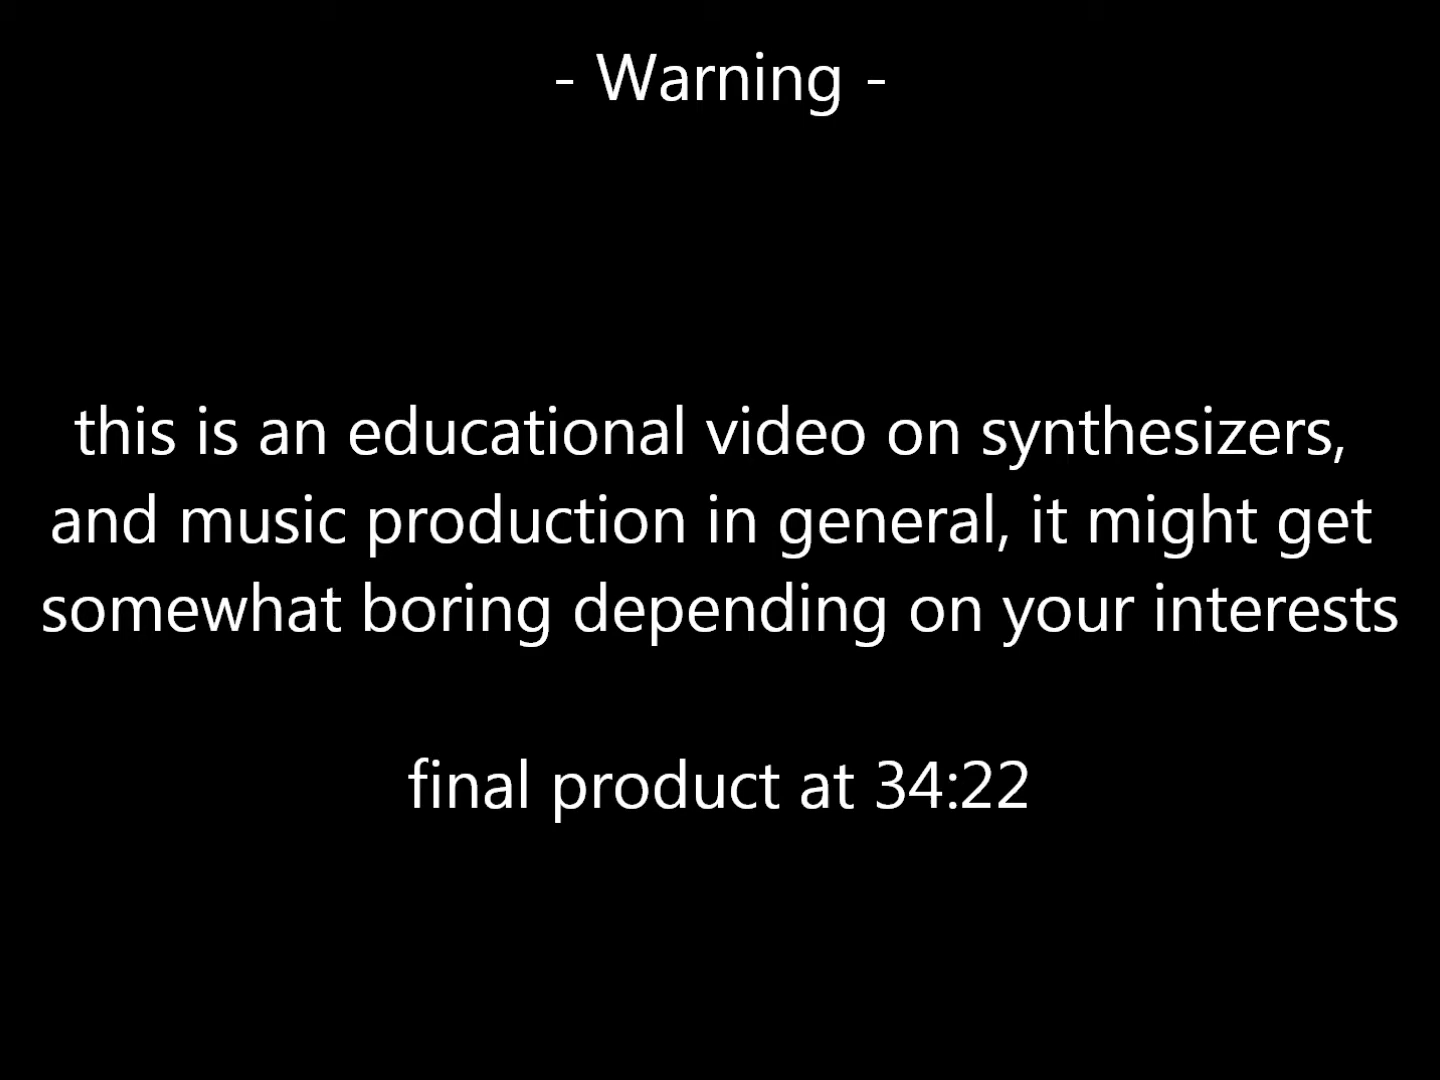 - Warning -
this is an educational video on synthesizers,
and music production in general, it might get
somewhat boring depending on your interests
final product at 34:22